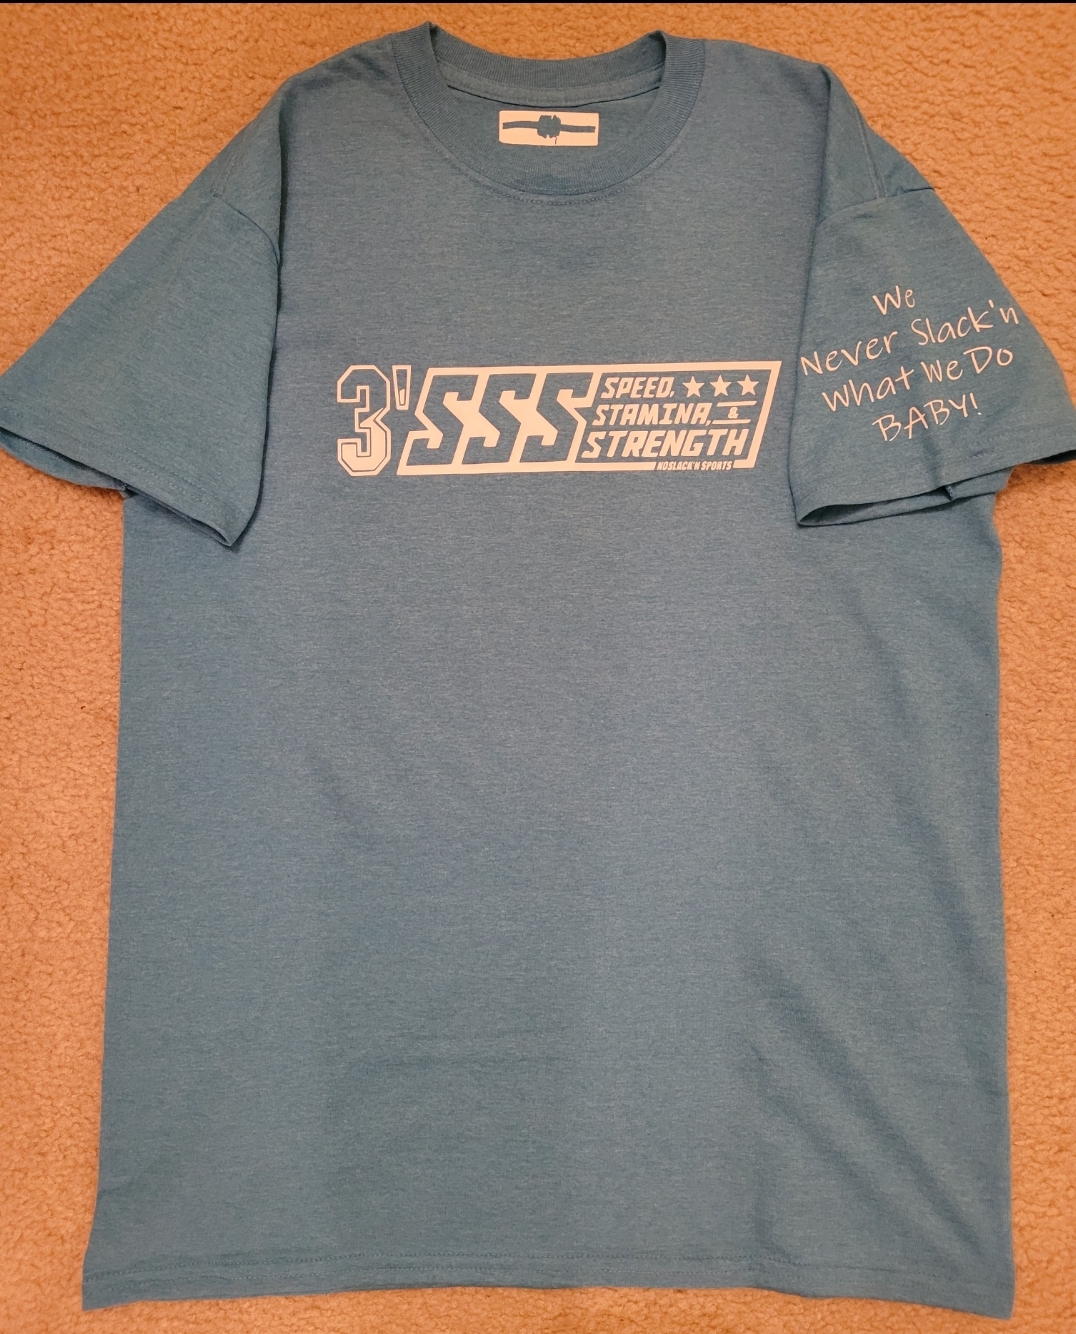 3'SSS
SPEED,
STAMINA, &
STRENGTH
NOSLACK'N SPORTS
We
Never Slack'n
What We Do
BABY!